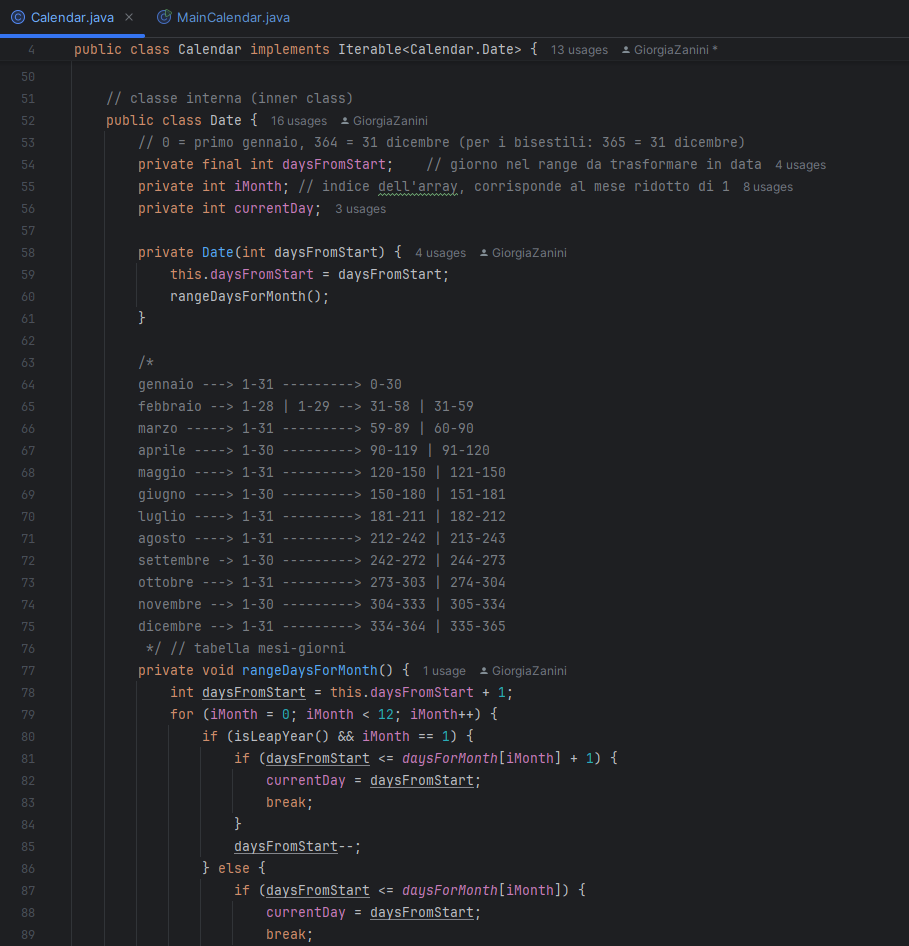 Calendar.java × MainCalendar.java
4 public class Calendar implements Iterable<Calendar.Date> { 13 usages GiorgiaZanini *
50
51 // classe interna (inner class)
52 public class Date { 16 usages GiorgiaZanini
53 // 0 = primo gennaio, 364 = 31 dicembre (per i bisestili: 365 = 31 dicembre)
54 private final int daysFromStart; // giorno nel range da trasformare in data 4 usages
55 private int iMonth; // indice dell'array, corrisponde al mese ridotto di 1 8 usages
56 private int currentDay; 3 usages
57
58 private Date(int daysFromStart) { 4 usages GiorgiaZanini
59 this.daysFromStart = daysFromStart;
60 rangeDaysForMonth();
61 }
62
63 /*
64 gennaio ---> 1-31 ---------> 0-30
65 febbraio --> 1-28 | 1-29 --> 31-58 | 31-59
66 marzo -----> 1-31 ---------> 59-89 | 60-90
67 aprile ----> 1-30 ---------> 90-119 | 91-120
68 maggio ----> 1-31 ---------> 120-150 | 121-150
69 giugno ----> 1-30 ---------> 150-180 | 151-181
70 luglio ----> 1-31 ---------> 181-211 | 182-212
71 agosto ----> 1-31 ---------> 212-242 | 213-243
72 settembre -> 1-30 ---------> 242-272 | 244-273
73 ottobre ---> 1-31 ---------> 273-303 | 274-304
74 novembre --> 1-30 ---------> 304-333 | 305-334
75 dicembre --> 1-31 ---------> 334-364 | 335-365
76 */ // tabella mesi-giorni
77 private void rangeDaysForMonth() { 1 usage GiorgiaZanini
78 int daysFromStart = this.daysFromStart + 1;
79 for (iMonth = 0; iMonth < 12; iMonth++) {
80 if (isLeapYear() && iMonth == 1) {
81 if (daysFromStart <= daysForMonth[iMonth] + 1) {
82 currentDay = daysFromStart;
83 break;
84 }
85 daysFromStart--;
86 } else {
87 if (daysFromStart <= daysForMonth[iMonth]) {
88 currentDay = daysFromStart;
89 break;